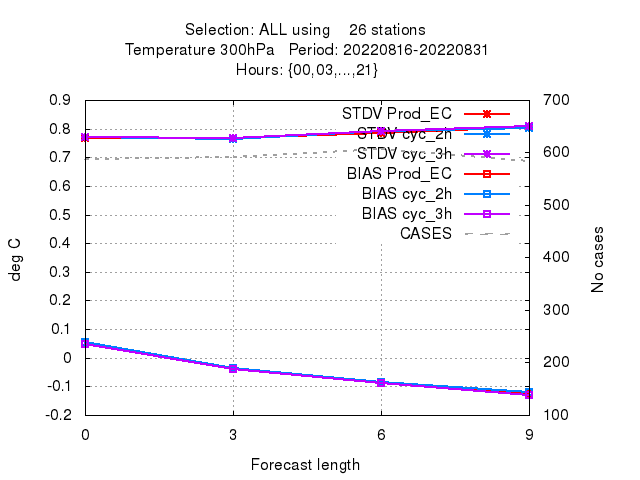 Selection: ALL using 26 stations
Temperature 300hPa Period: 20220816-20220831
Hours: {00,03,...,21}
0.9
0.8
0.7
0.6
0.5
0.4
0.3
0.2
0.1
0
-0.1
-0.2
deg C
700
600
500
400
300
200
100
No cases
STDV Prod_EC
STDV cyc_2h
STDV cyc_3h
BIAS Prod_EC
BIAS cyc_2h
BIAS cyc_3h
CASES
0 3 6 9
Forecast length